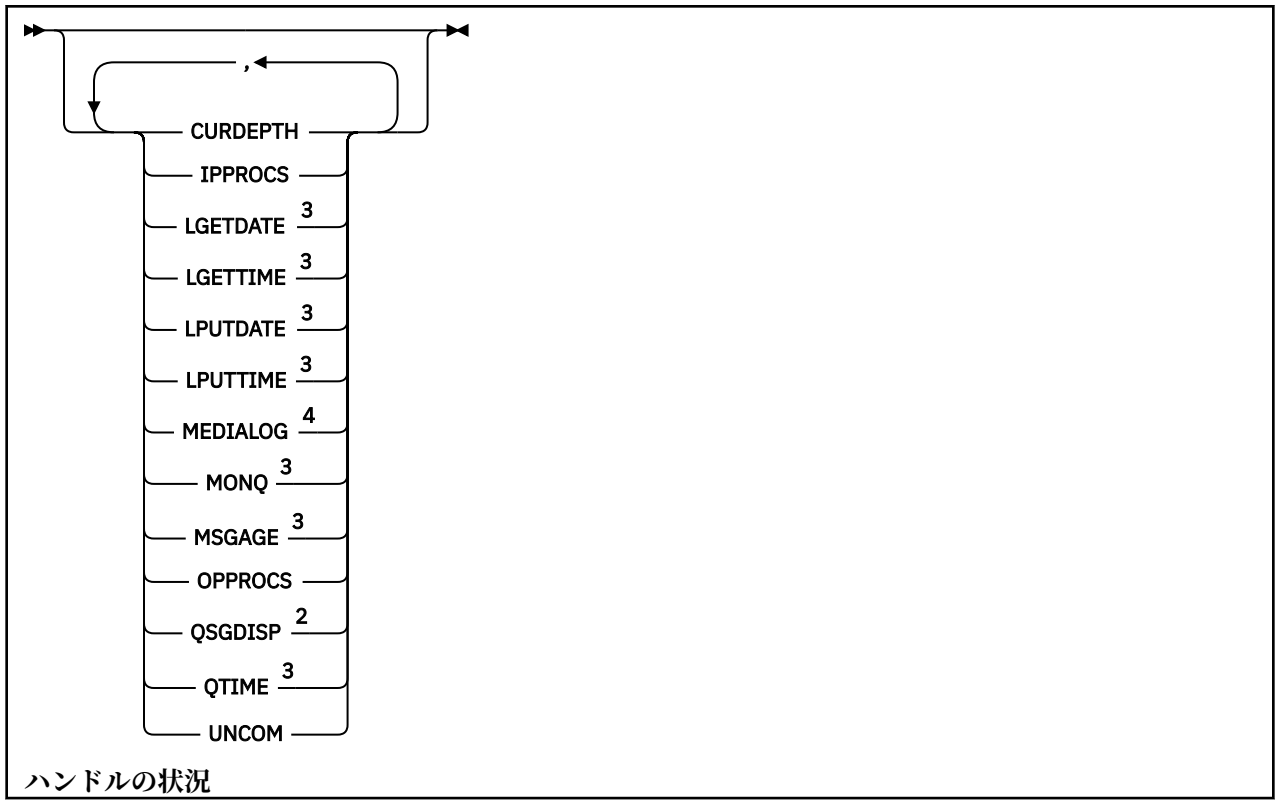 ,
CURDEPTH
IPPROCS
LGETDATE 3
LGETTIME 3
LPUTDATE 3
LPUTTIME 3
MEDIALOG 4
MONQ 3
MSGAGE 3
OPPROCS
QSGDISP 2
QTIME 3
UNCOM
ハンドルの状況